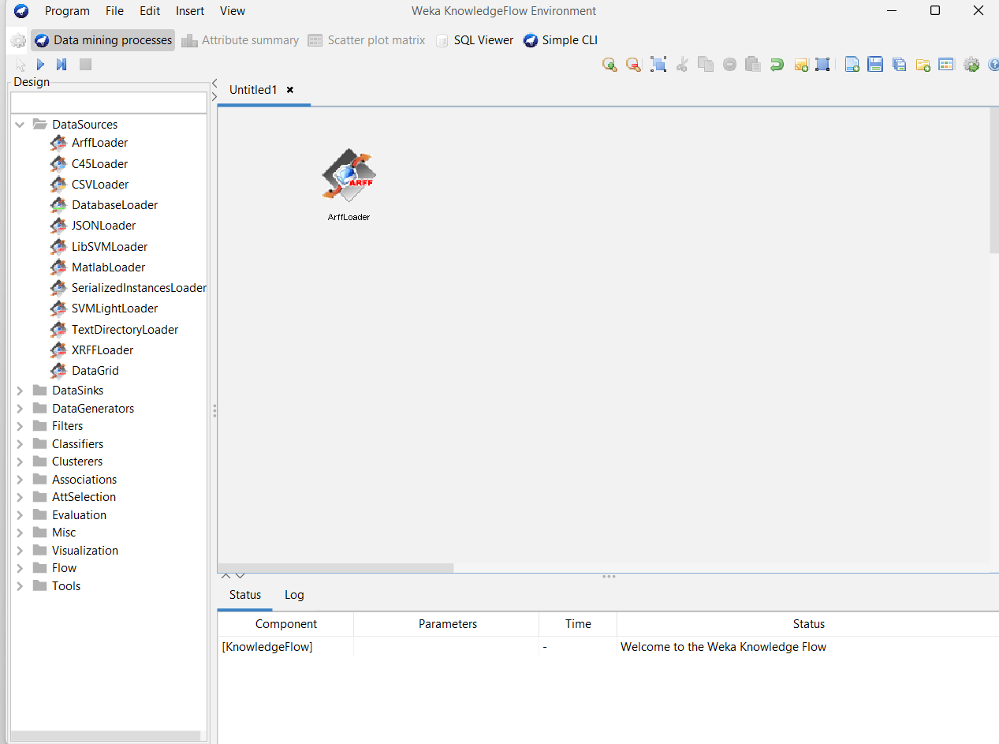 Program File Edit Insert View Weka KnowledgeFlow Environment
Data mining processes Attribute summary Scatter plot matrix SQL Viewer Simple CLI
Design
Untitled1
DataSources
ArffLoader
C45Loader
CSVLoader
DatabaseLoader
JSONLoader
LibSVMLoader
MatlabLoader
SerializedInstancesLoader
SVMLightLoader
TextDirectoryLoader
XRFFLoader
DataGrid
DataSinks
DataGenerators
Filters
Classifiers
Clusterers
Associations
AttSelection
Evaluation
Misc
Visualization
Flow
Tools
ARFF
ArffLoader
Status Log
Component Parameters Time Status
[KnowledgeFlow] - Welcome to the Weka Knowledge Flow